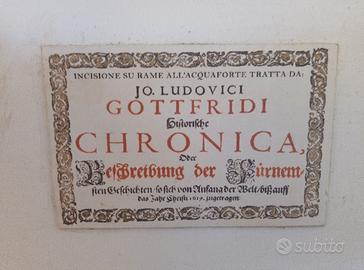 INCISIONE SU RAME ALL'ACQUAFORTE TRATTA DA:
JO. LUDOVICI
GOTTFRIDI
Historische
CHRONICA,
Oder
Beschreibung der Fürnem-
sten Geschichten / so sich von Anfang der Welt / biß auff
das Jahr Christi 1619. zugetragen
subito